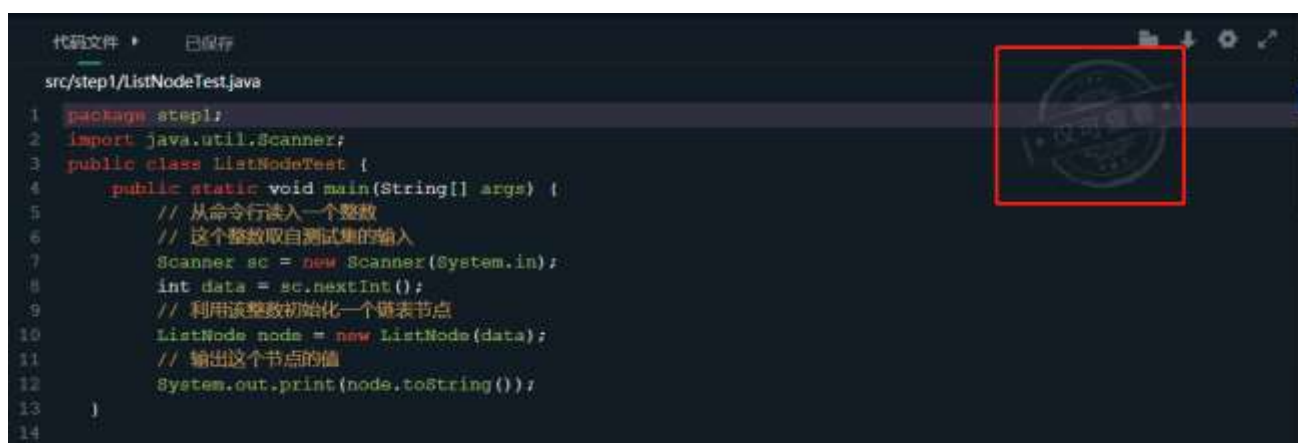 代码文件 已保存
src/step1/ListNodeTest.java
1 package step1;
2 import java.util.Scanner;
3 public class ListNodeTest {
4 public static void main(String[] args) {
5 // 从命令行读入一个整数
6 // 这个整数取自测试集的输入
7 Scanner sc = new Scanner(System.in);
8 int data = sc.nextInt();
9 // 利用该整数初始化一个链表节点
10 ListNode node = new ListNode(data);
11 // 输出这个节点的值
12 System.out.print(node.toString());
13 }
14
仅可查看